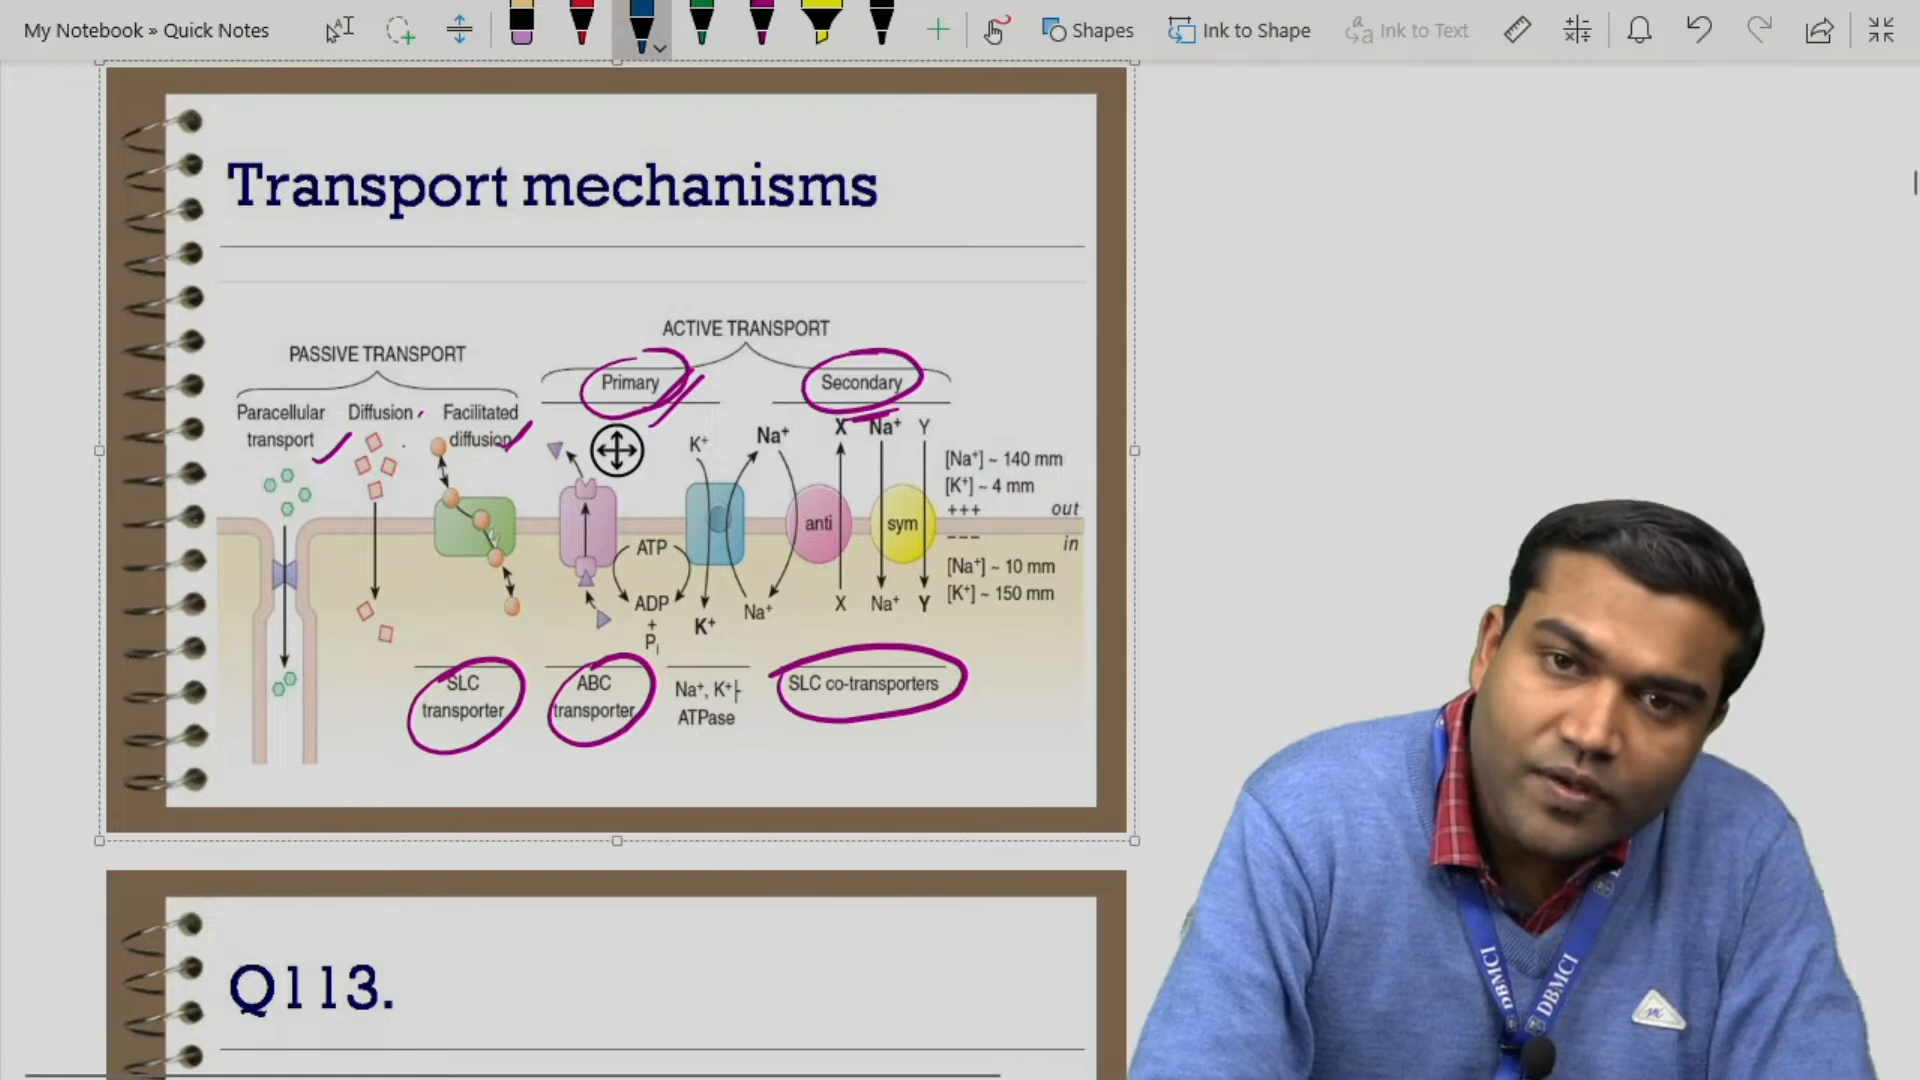 My Notebook » Quick Notes
Shapes
Ink to Shape
Ink to Text
Transport mechanisms
ACTIVE TRANSPORT
PASSIVE TRANSPORT
Primary
Secondary
Paracellular
transport
Diffusion
Facilitated
diffusion
K⁺
Na⁺
X
Na⁺
Y
[Na⁺] ~ 140 mm
[K⁺] ~ 4 mm
+++
out
anti
sym
---
in
ATP
[Na⁺] ~ 10 mm
[K⁺] ~ 150 mm
ADP
+
Pi
K⁺
Na⁺
X
Na⁺
Y
SLC
transporter
ABC
transporter
Na⁺, K⁺-
ATPase
SLC co-transporters
Q113.
DBMCI
DBMCI